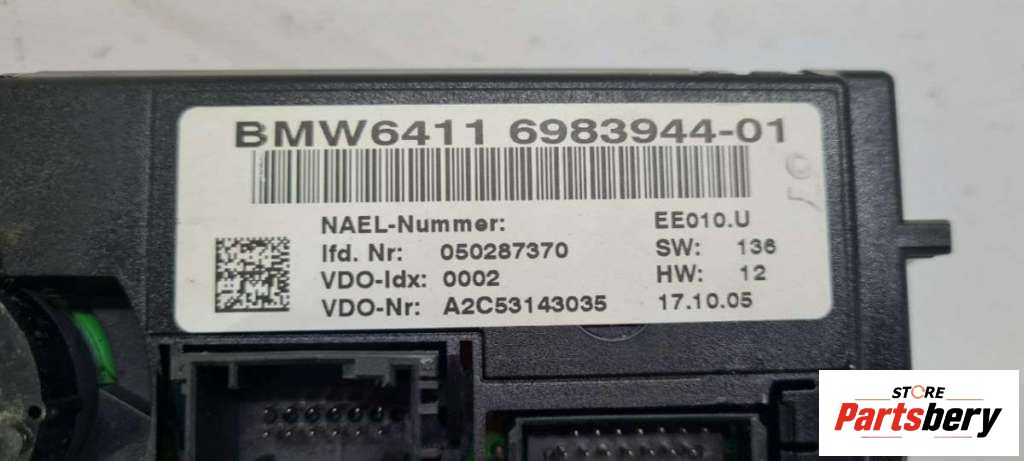 BMW6411 6983944-01
NAEL-Nummer: EE010.U
lfd. Nr: 050287370 SW: 136
VDO-Idx: 0002 HW: 12
VDO-Nr: A2C53143035 17.10.05
STORE
Partsbery